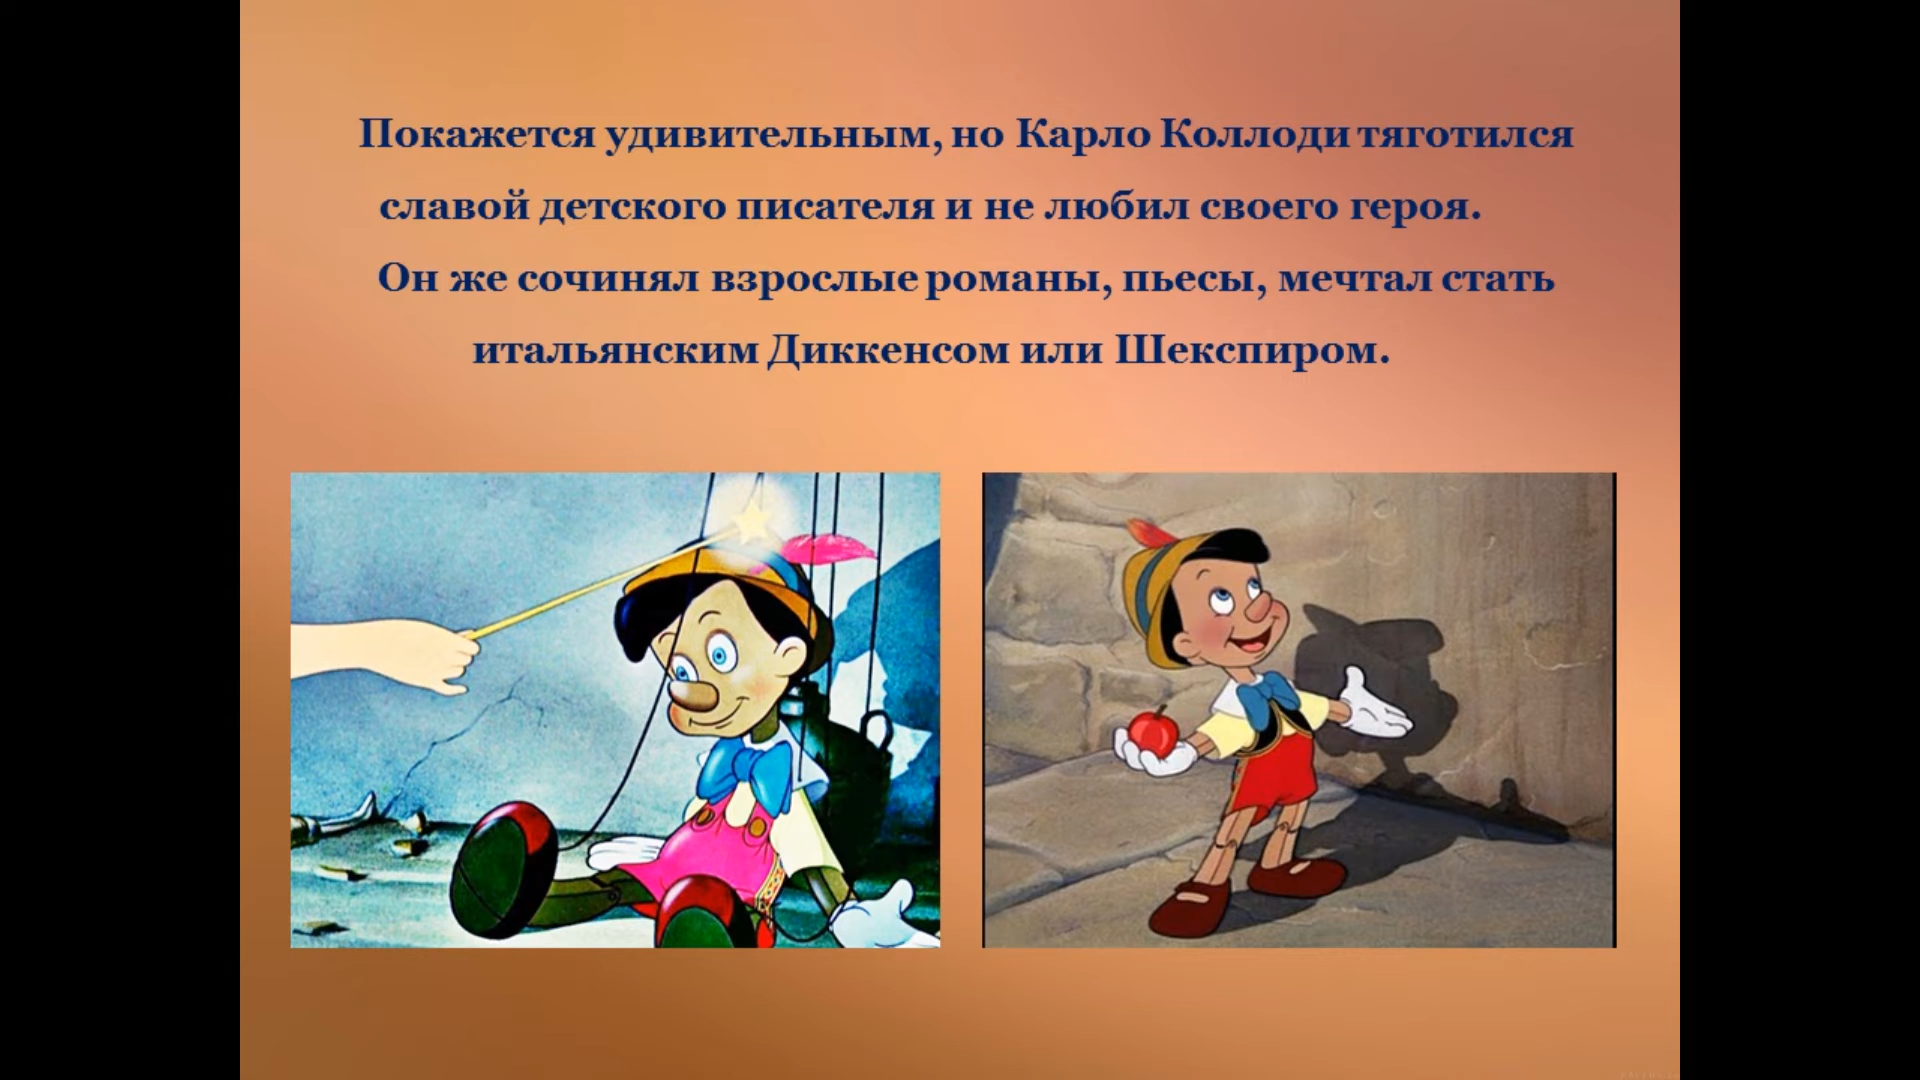 Покажется удивительным, но Карло Коллоди тяготился
славой детского писателя и не любил своего героя.
Он же сочинял взрослые романы, пьесы, мечтал стать
итальянским Диккенсом или Шекспиром.